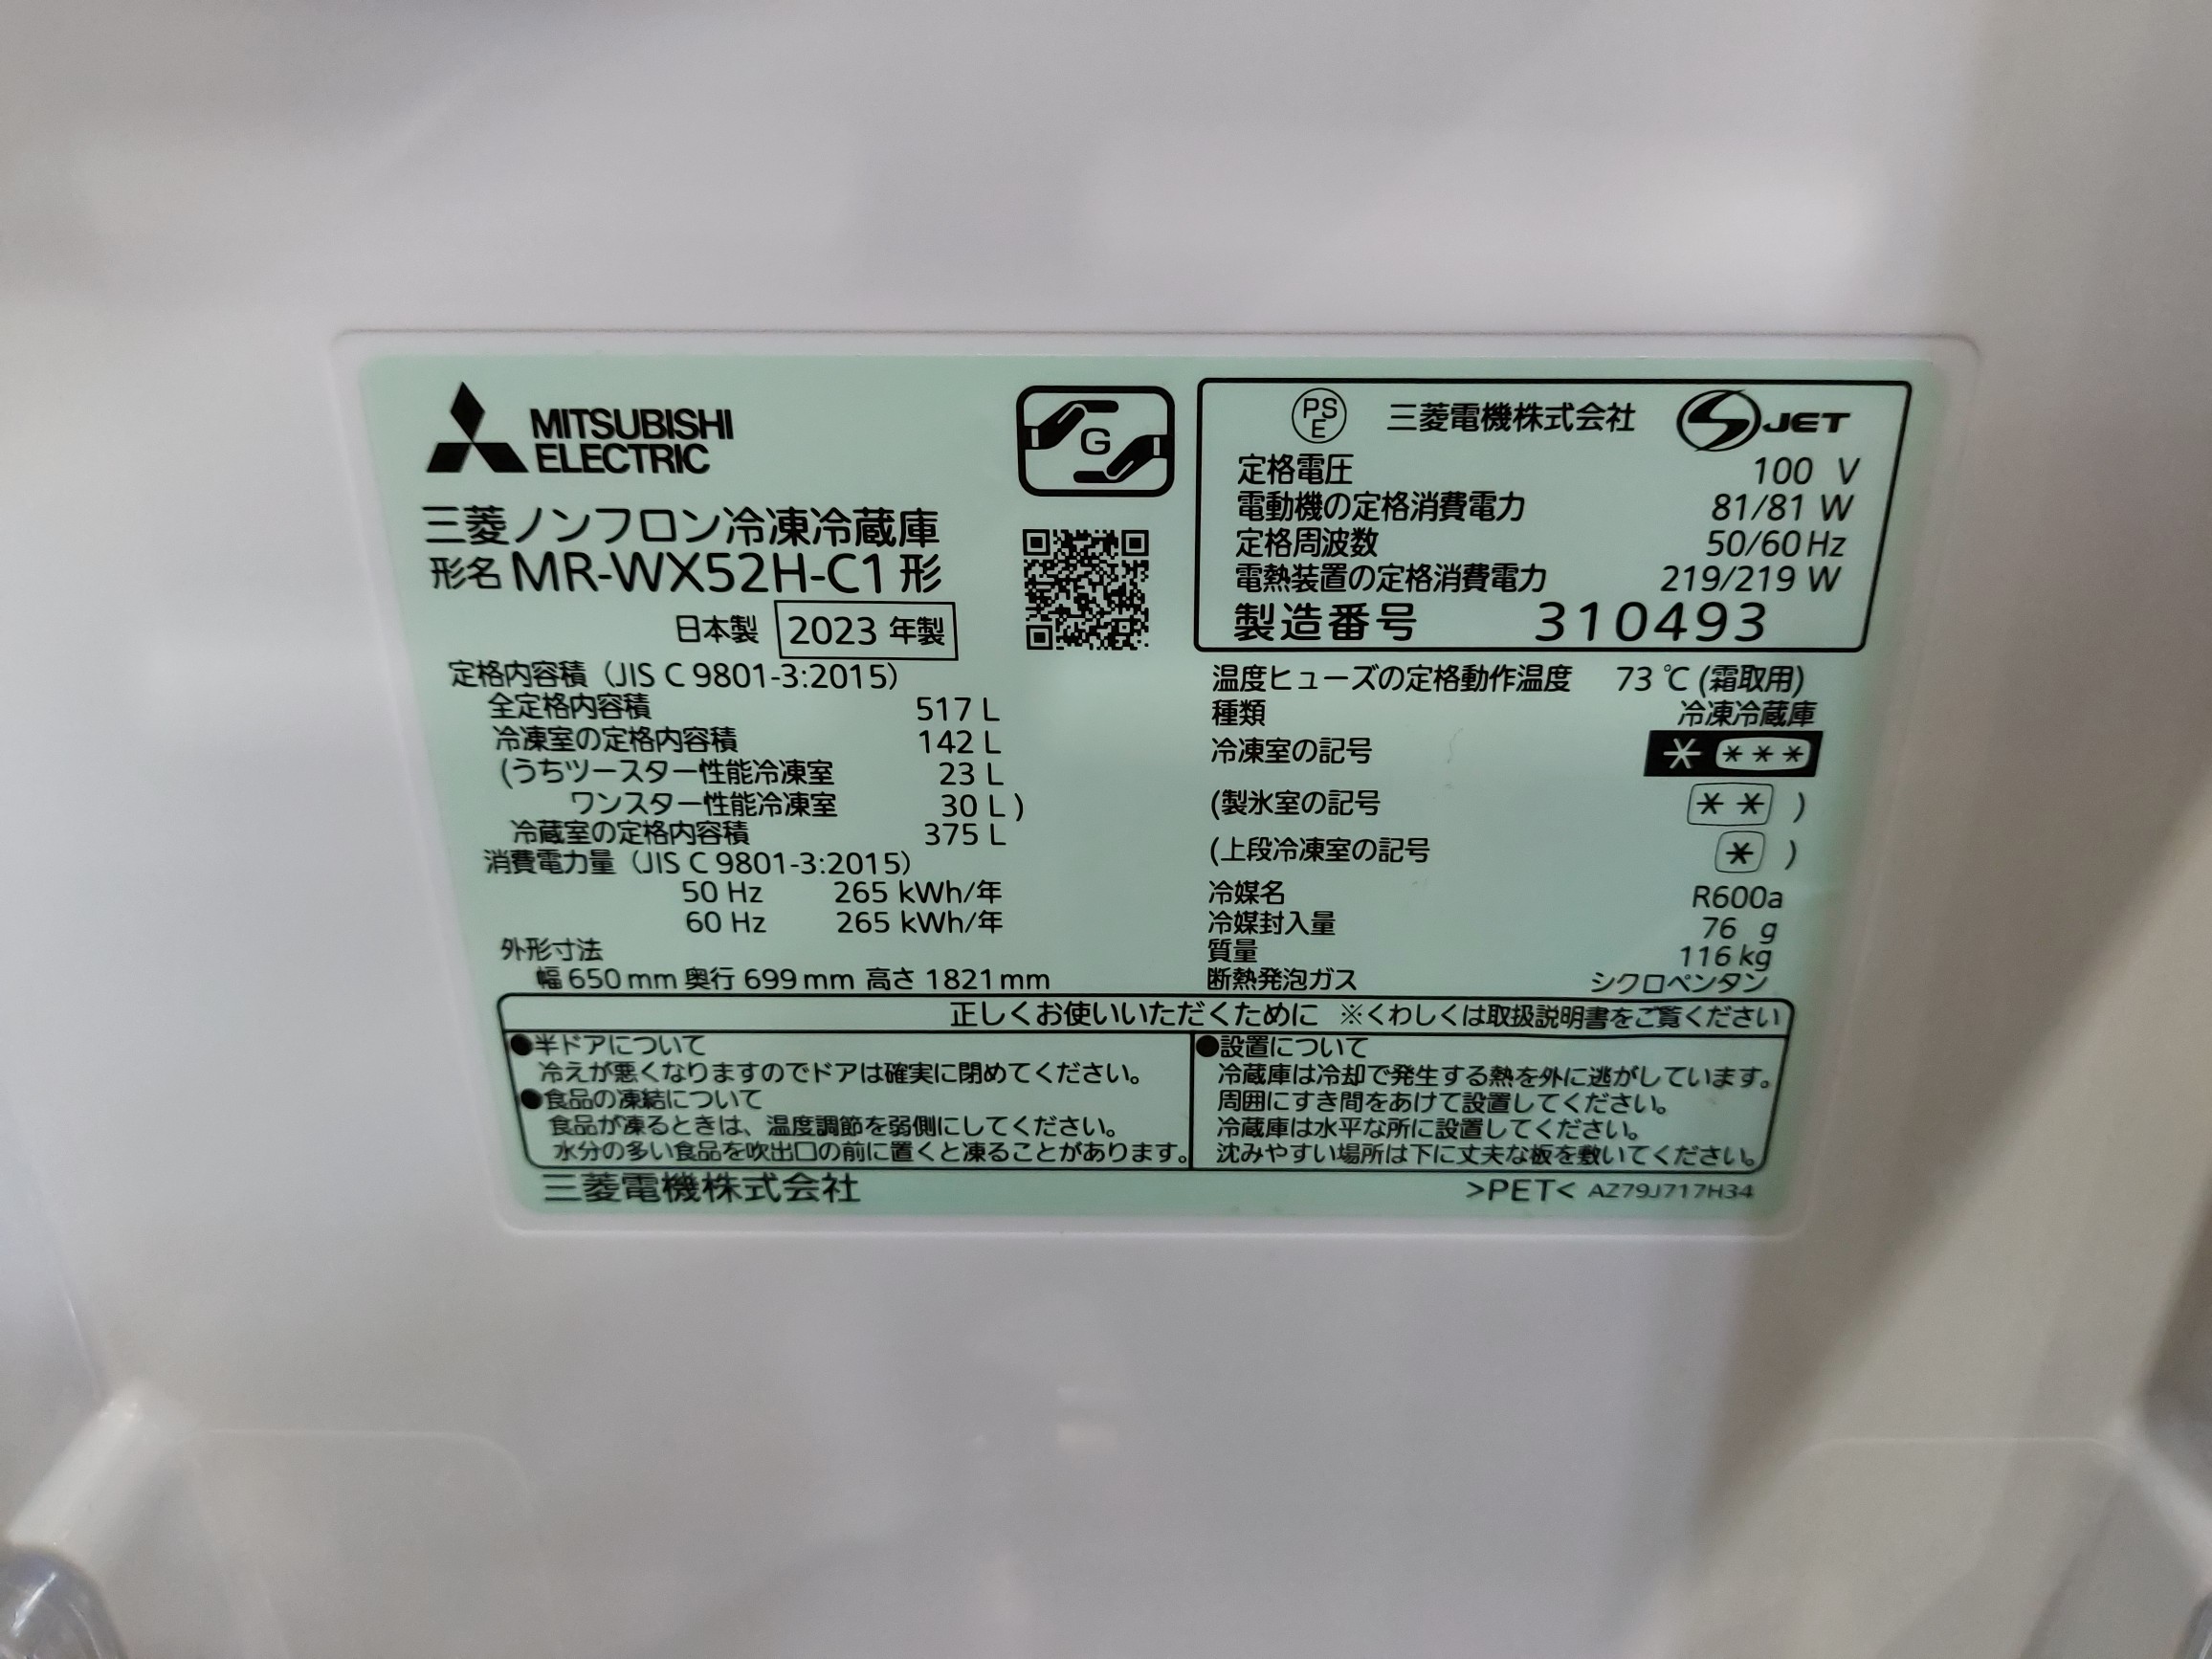 MITSUBISHI
ELECTRIC
G
三菱ノンフロン冷凍冷蔵庫
形名 MR-WX52H-C1 形
日本製 2023 年製
定格内容積（JIS C 9801-3:2015）
全定格内容積 517 L
冷凍室の定格内容積 142 L
(うちツースター性能冷凍室 23 L
ワンスター性能冷凍室 30 L )
冷蔵室の定格内容積 375 L
消費電力量（JIS C 9801-3:2015）
50 Hz 265 kWh/年
60 Hz 265 kWh/年
外形寸法
幅 650 mm 奥行 699 mm 高さ 1821 mm
PS
E
三菱電機株式会社 S JET
定格電圧 100 V
電動機の定格消費電力 81/81 W
定格周波数 50/60 Hz
電熱装置の定格消費電力 219/219 W
製造番号 310493
温度ヒューズの定格動作温度 73 ℃ (霜取用)
種類 冷凍冷蔵庫
冷凍室の記号 * ***
(製氷室の記号 ** )
(上段冷凍室の記号 * )
冷媒名 R600a
冷媒封入量 76 g
質量 116 kg
断熱発泡ガス シクロペンタン
正しくお使いいただくために ※くわしくは取扱説明書をご覧ください
●半ドアについて
冷えが悪くなりますのでドアは確実に閉めてください。
●食品の凍結について
食品が凍るときは、温度調節を弱側にしてください。
水分の多い食品を吹出口の前に置くと凍ることがあります。
●設置について
冷蔵庫は冷却で発生する熱を外に逃がしています。
周囲にすき間をあけて設置してください。
冷蔵庫は水平な所に設置してください。
沈みやすい場所は下に丈夫な板を敷いてください。
三菱電機株式会社
>PET< AZ79J717H34